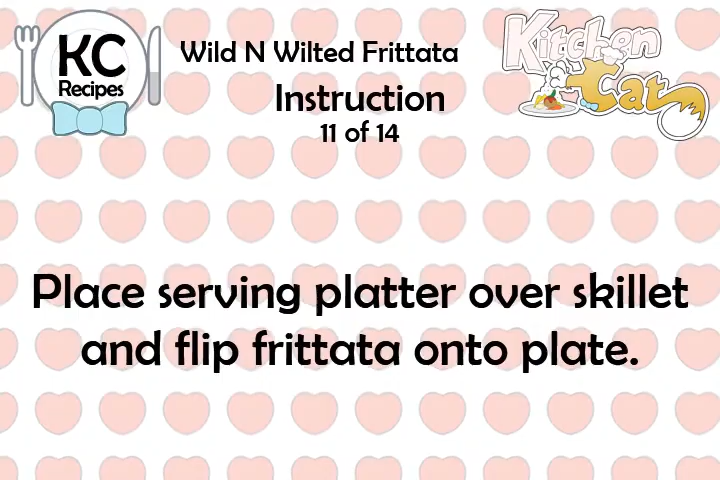 KC
Recipes
Wild N Wilted Frittata
Instruction
11 of 14
Kitchen
Cat
Place serving platter over skillet
and flip frittata onto plate.